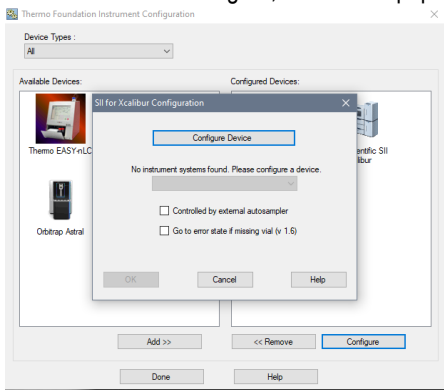 Thermo Foundation Instrument Configuration
Device Types :
All
Available Devices:
Configured Devices:
Thermo EASY-nLC
SII for Xcalibur Configuration
Configure Device
No instrument systems found. Please configure a device.
Controlled by external autosampler
Go to error state if missing vial (v 1.6)
OK
Cancel
Help
entific SII
libur
Orbitrap Astral
Add >>
<< Remove
Configure
Done
Help